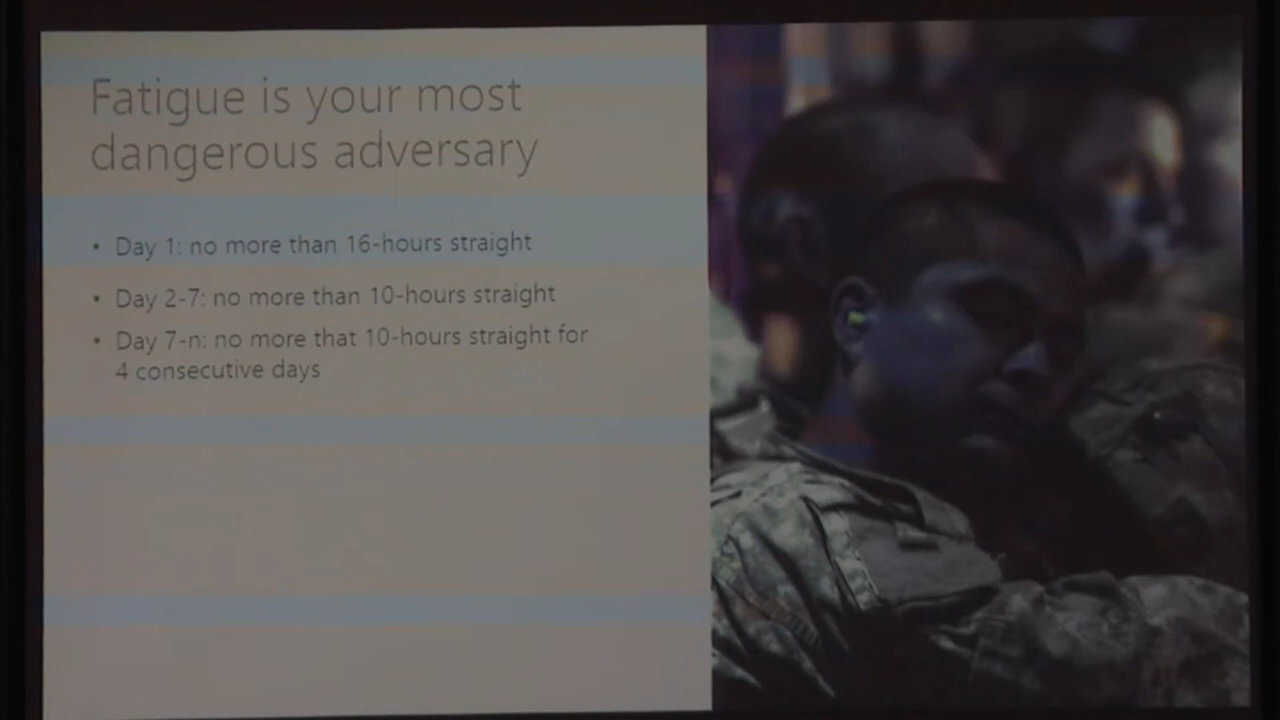 Fatigue is your most
dangerous adversary
• Day 1: no more than 16-hours straight
• Day 2-7: no more than 10-hours straight
• Day 7-n: no more that 10-hours straight for
4 consecutive days